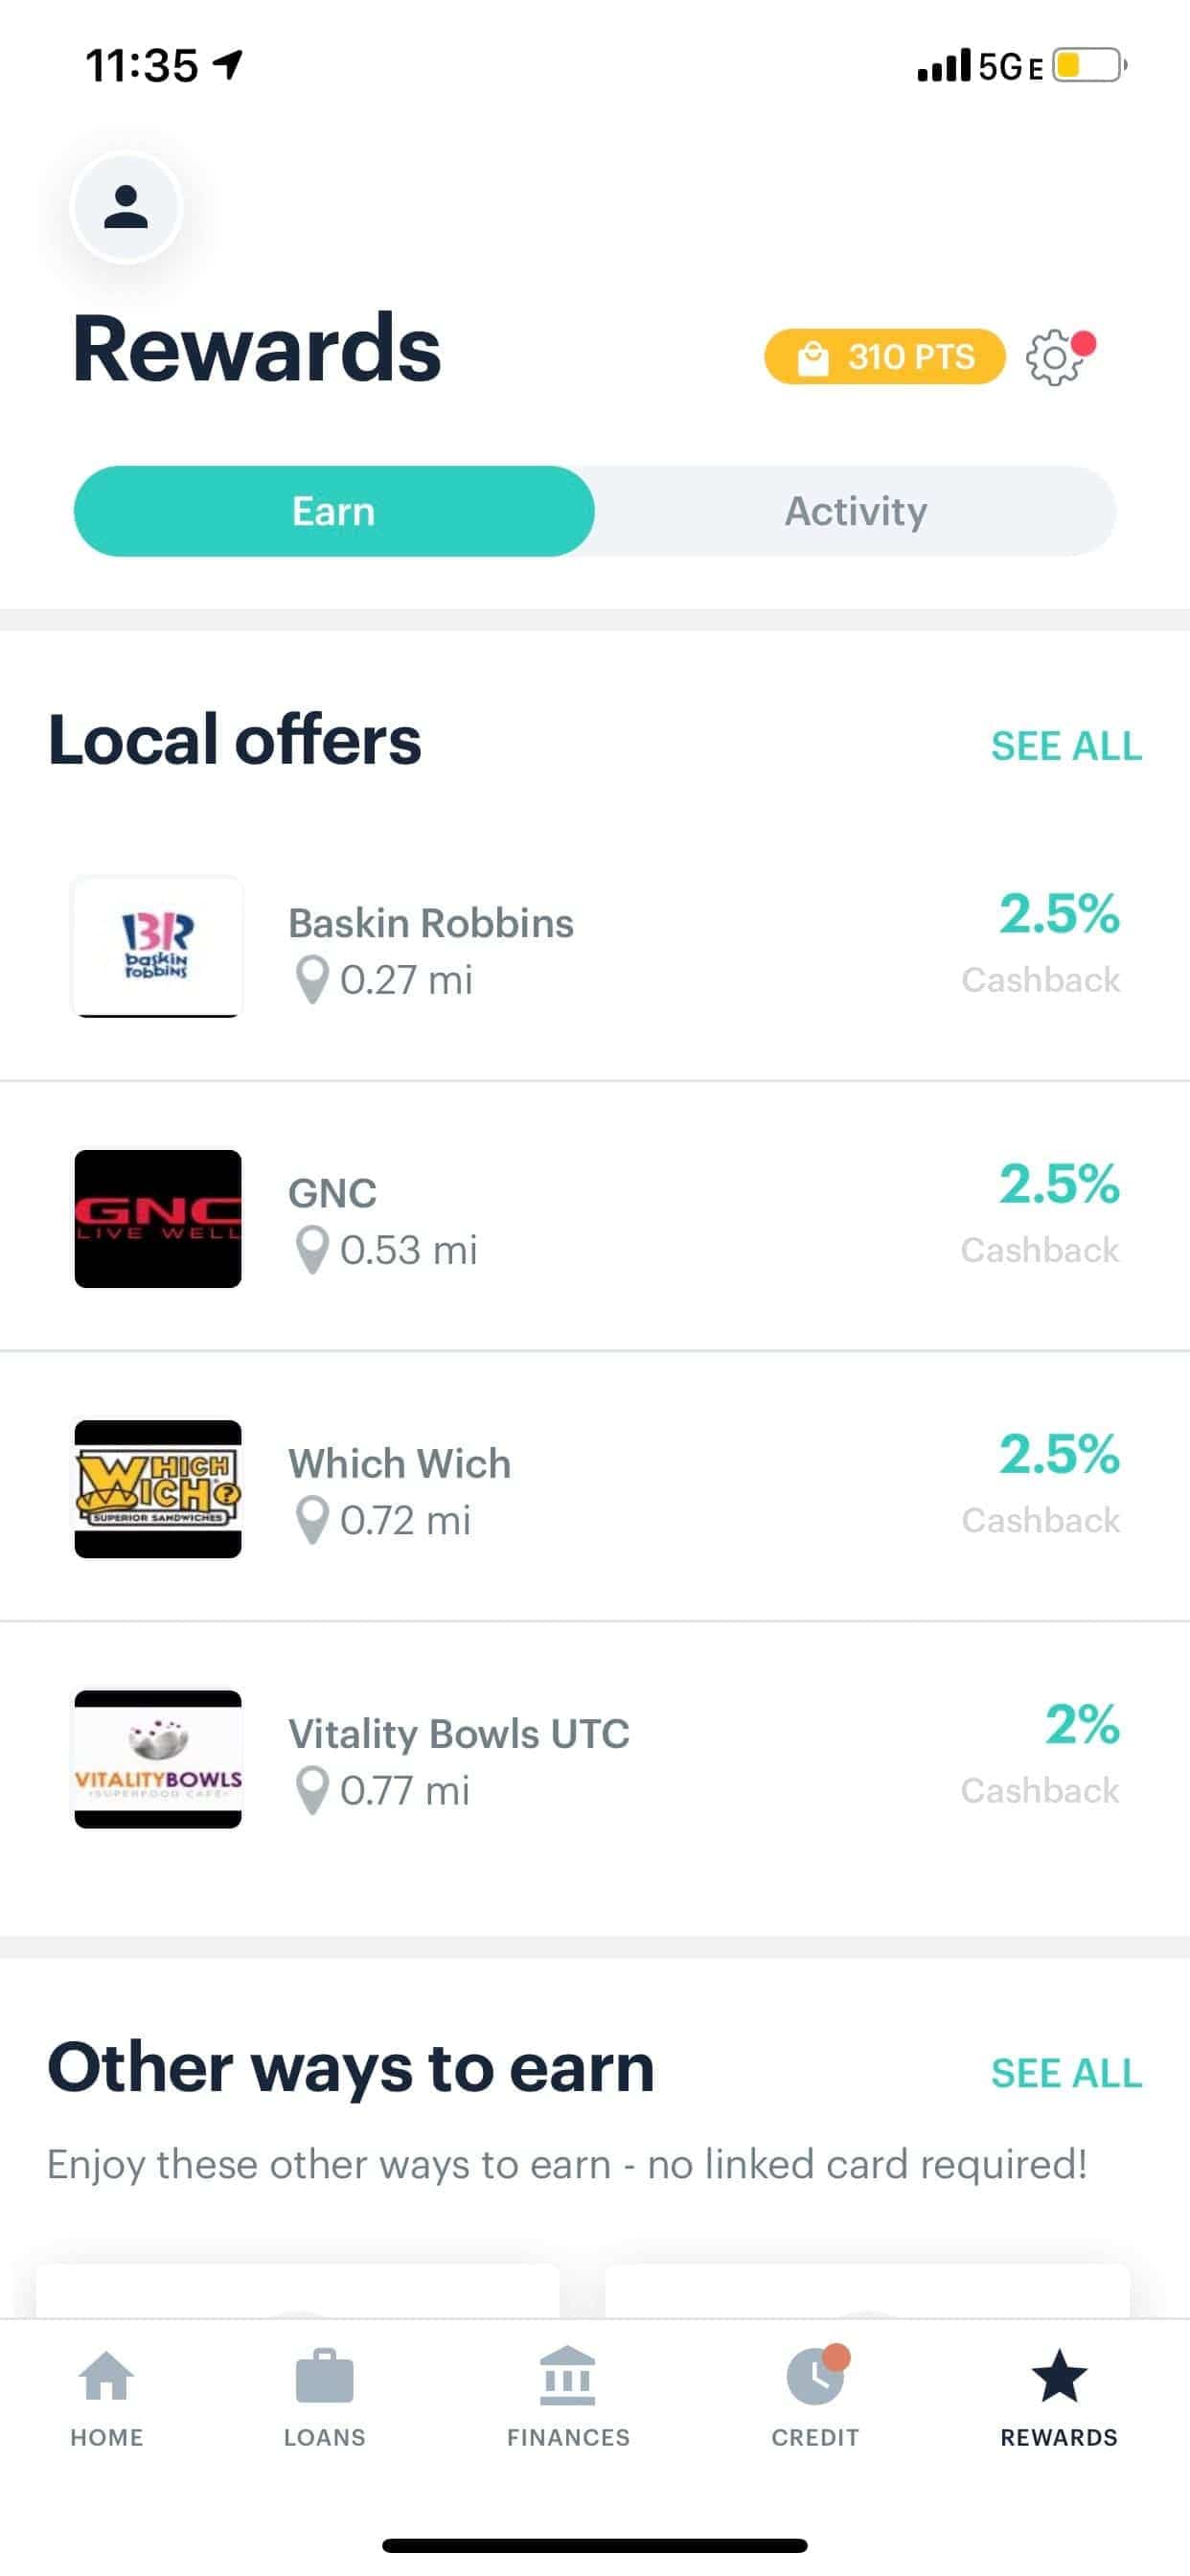 11:35
5GE
Rewards
310 PTS
Earn
Activity
Local offers
SEE ALL
BR
baskin
robbins
Baskin Robbins
0.27 mi
2.5%
Cashback
GNC
LIVE WELL
GNC
0.53 mi
2.5%
Cashback
WHICH
WICH?
SUPERIOR SANDWICHES
Which Wich
0.72 mi
2.5%
Cashback
VITALITYBOWLS
•SUPERFOOD CAFE•
Vitality Bowls UTC
0.77 mi
2%
Cashback
Other ways to earn
SEE ALL
Enjoy these other ways to earn - no linked card required!
HOME
LOANS
FINANCES
CREDIT
REWARDS